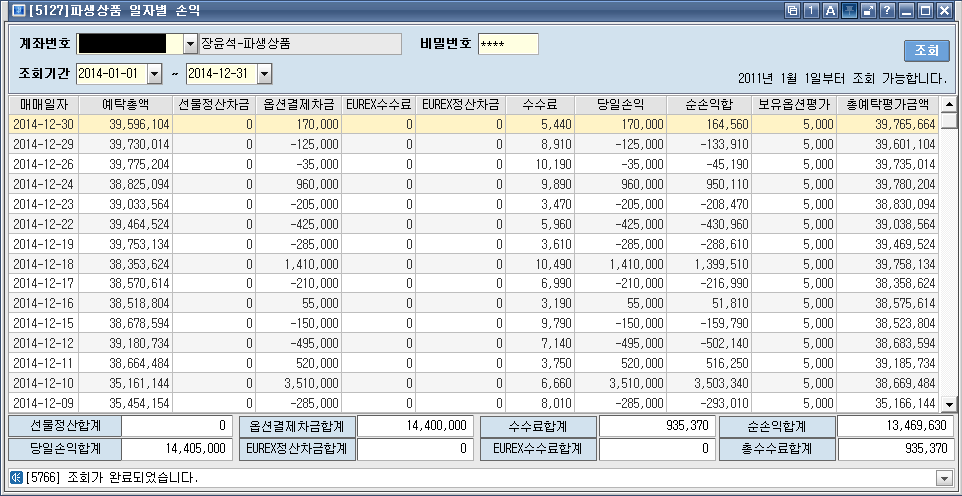 [5127]파생상품 일자별 손익
1 A ?
계좌번호 장윤석-파생상품 비밀번호 ****
조회
조회기간 2014-01-01 ~ 2014-12-31 2011년 1월 1일부터 조회 가능합니다.
매매일자 예탁총액 선물정산차금 옵션결제차금 EUREX수수료 EUREX정산차금 수수료 당일손익 순손익합 보유옵션평가 총예탁평가금액
2014-12-30 39,596,104 0 170,000 0 0 5,440 170,000 164,560 5,000 39,765,664
2014-12-29 39,730,014 0 -125,000 0 0 8,910 -125,000 -133,910 5,000 39,601,104
2014-12-26 39,775,204 0 -35,000 0 0 10,190 -35,000 -45,190 5,000 39,735,014
2014-12-24 38,825,094 0 960,000 0 0 9,890 960,000 950,110 5,000 39,780,204
2014-12-23 39,033,564 0 -205,000 0 0 3,470 -205,000 -208,470 5,000 38,830,094
2014-12-22 39,464,524 0 -425,000 0 0 5,960 -425,000 -430,960 5,000 39,038,564
2014-12-19 39,753,134 0 -285,000 0 0 3,610 -285,000 -288,610 5,000 39,469,524
2014-12-18 38,353,624 0 1,410,000 0 0 10,490 1,410,000 1,399,510 5,000 39,758,134
2014-12-17 38,570,614 0 -210,000 0 0 6,990 -210,000 -216,990 5,000 38,358,624
2014-12-16 38,518,804 0 55,000 0 0 3,190 55,000 51,810 5,000 38,575,614
2014-12-15 38,678,594 0 -150,000 0 0 9,790 -150,000 -159,790 5,000 38,523,804
2014-12-12 39,180,734 0 -495,000 0 0 7,140 -495,000 -502,140 5,000 38,683,594
2014-12-11 38,664,484 0 520,000 0 0 3,750 520,000 516,250 5,000 39,185,734
2014-12-10 35,161,144 0 3,510,000 0 0 6,660 3,510,000 3,503,340 5,000 38,669,484
2014-12-09 35,454,154 0 -285,000 0 0 8,010 -285,000 -293,010 5,000 35,166,144
선물정산합계 0 옵션결제차금합계 14,400,000 수수료합계 935,370 순손익합계 13,469,630
당일손익합계 14,405,000 EUREX정산차금합계 0 EUREX수수료합계 0 총수수료합계 935,370
[5766] 조회가 완료되었습니다.